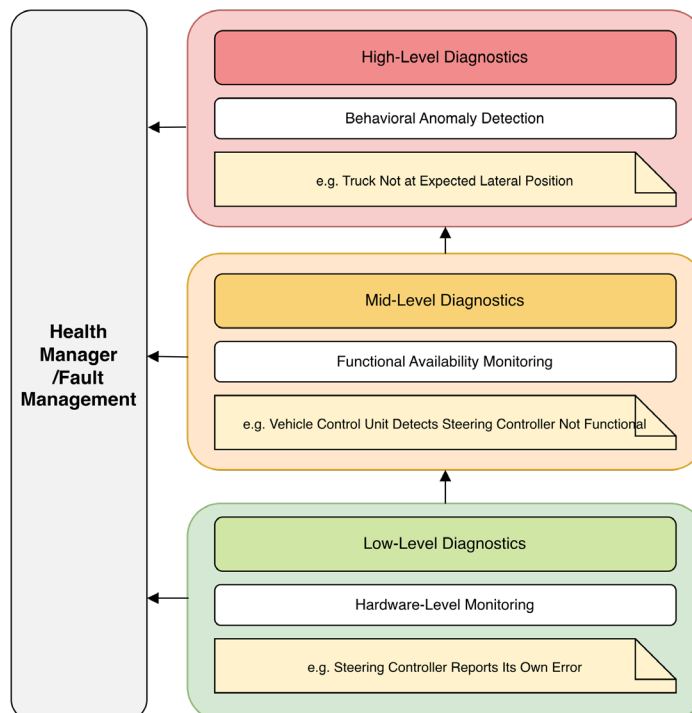 High-Level Diagnostics
Behavioral Anomaly Detection
e.g. Truck Not at Expected Lateral Position
Health
Manager
/Fault
Management
Mid-Level Diagnostics
Functional Availability Monitoring
e.g. Vehicle Control Unit Detects Steering Controller Not Functional
Low-Level Diagnostics
Hardware-Level Monitoring
e.g. Steering Controller Reports Its Own Error